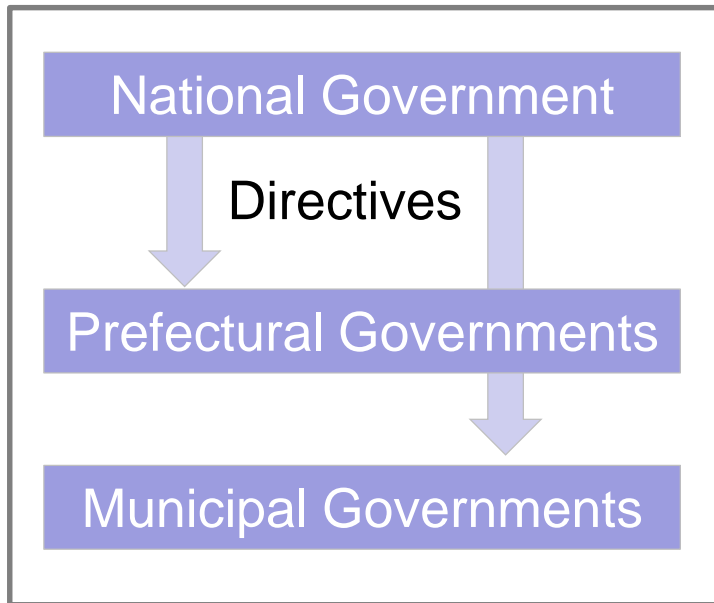 National Government
Directives
Prefectural Governments
Municipal Governments